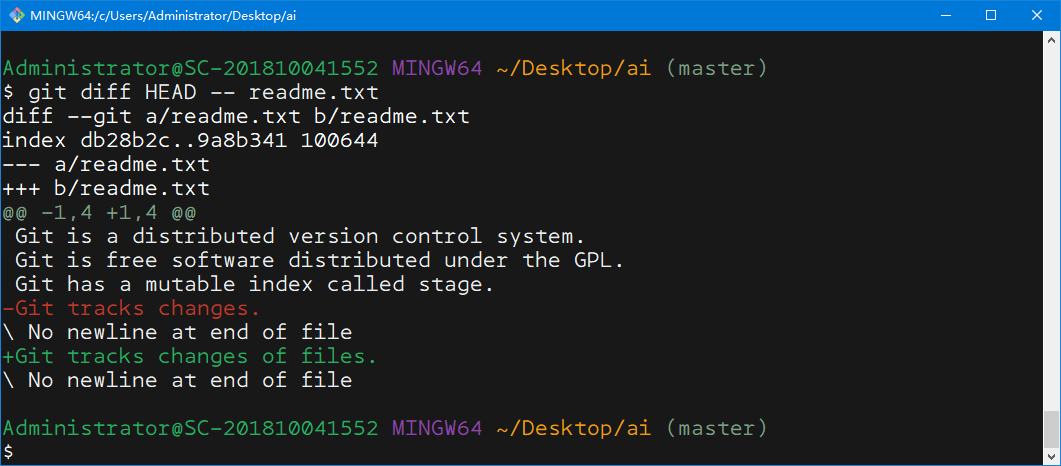 MINGW64:/c/Users/Administrator/Desktop/ai
Administrator@SC-201810041552 MINGW64 ~/Desktop/ai (master)
$ git diff HEAD -- readme.txt
diff --git a/readme.txt b/readme.txt
index db28b2c..9a8b341 100644
--- a/readme.txt
+++ b/readme.txt
@@ -1,4 +1,4 @@
 Git is a distributed version control system.
 Git is free software distributed under the GPL.
 Git has a mutable index called stage.
-Git tracks changes.
\ No newline at end of file
+Git tracks changes of files.
\ No newline at end of file
Administrator@SC-201810041552 MINGW64 ~/Desktop/ai (master)
$